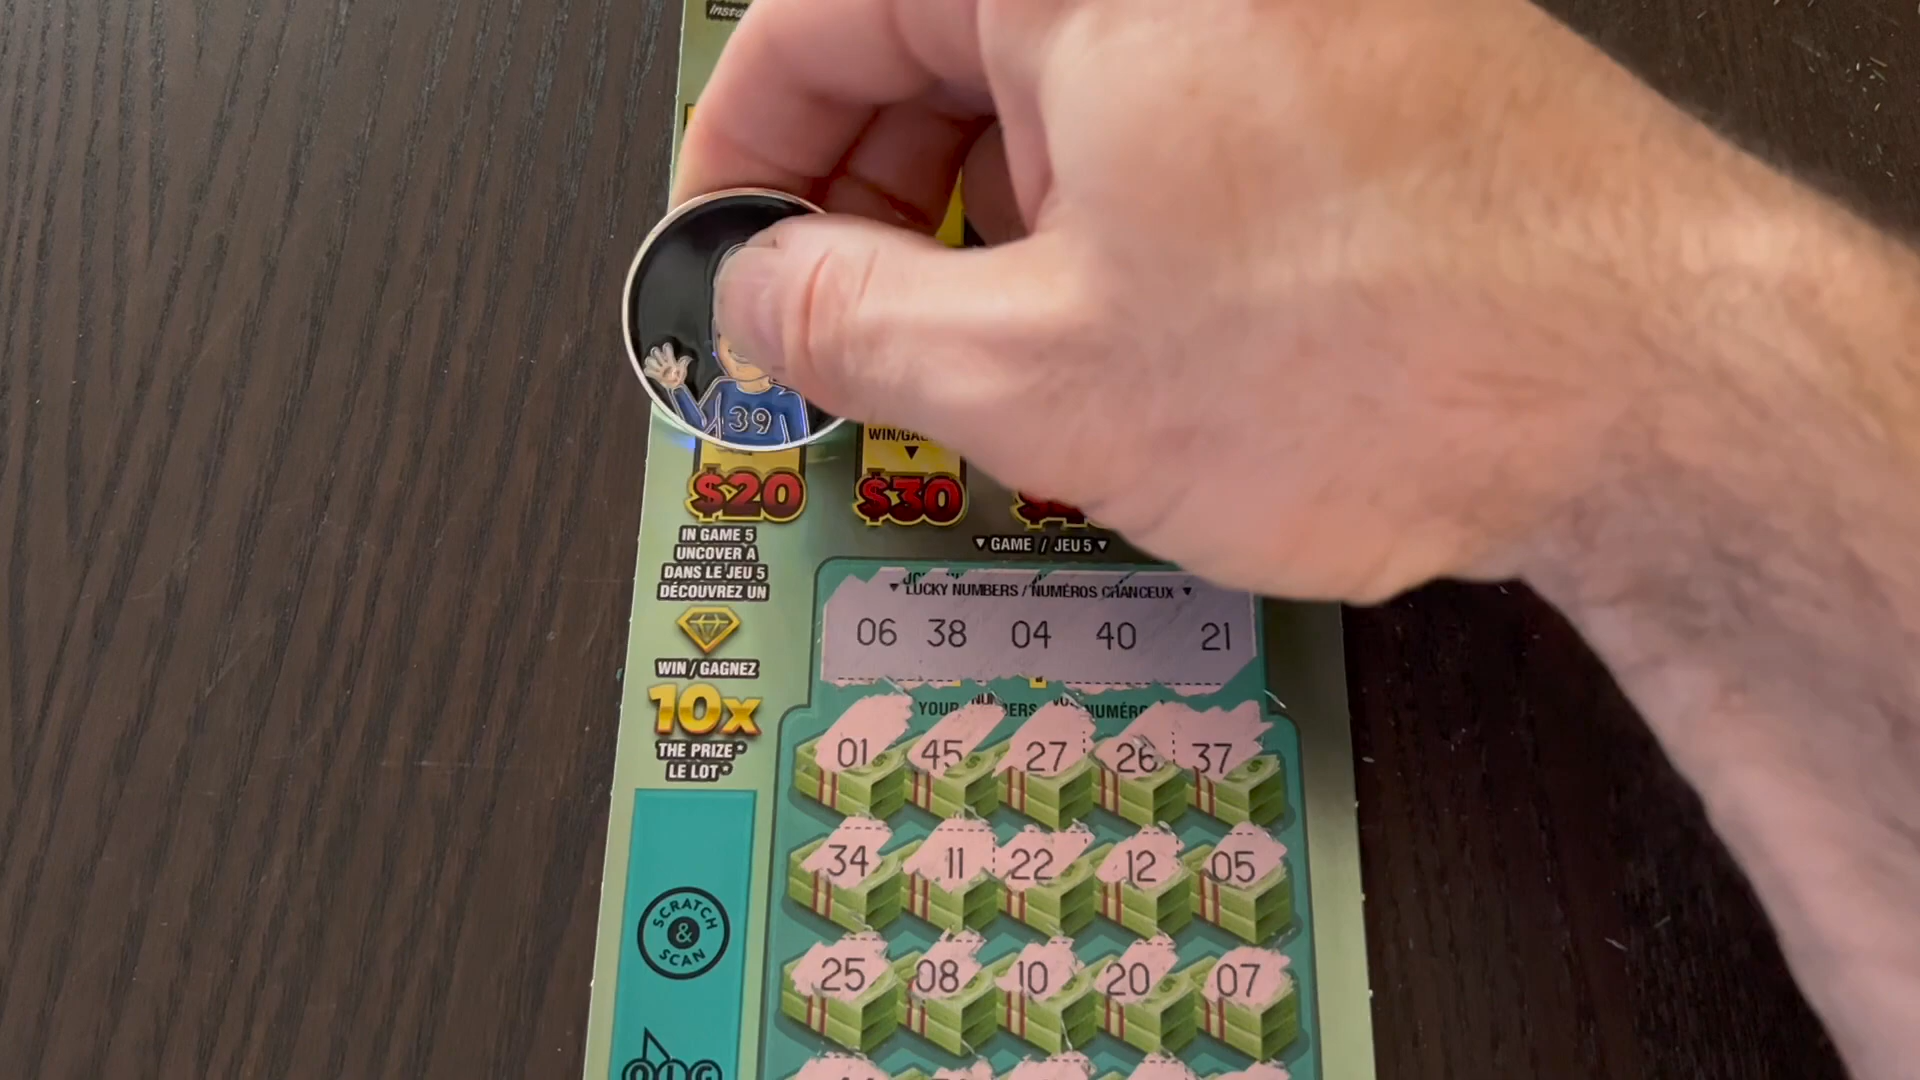 39
WIN/GA
$20
$30
IN GAME 5
UNCOVER A
DANS LE JEU 5
DÉCOUVREZ UN
WIN / GAGNEZ
10x
THE PRIZE*
LE LOT*
SCRATCH
&
SCAN
OLG
▼ GAME / JEU 5 ▼
▼ LUCKY NUMBERS / NUMÉROS CHANCEUX ▼
06 38 04 40 21
YOUR
01 45 27 26 37
34 11 22 12 05
25 08 10 20 07